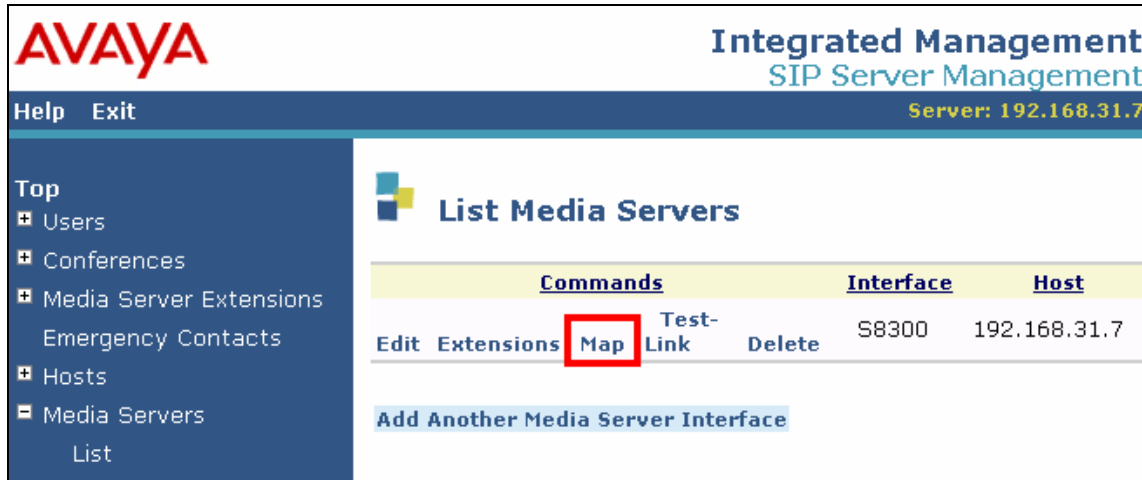 AVAYA
Integrated Management
SIP Server Management
Help Exit
Server: 192.168.31.7
Top
Users
Conferences
Media Server Extensions
Emergency Contacts
Hosts
Media Servers
List
List Media Servers
Commands Interface Host
Edit Extensions Map Test-Link Delete S8300 192.168.31.7
Add Another Media Server Interface